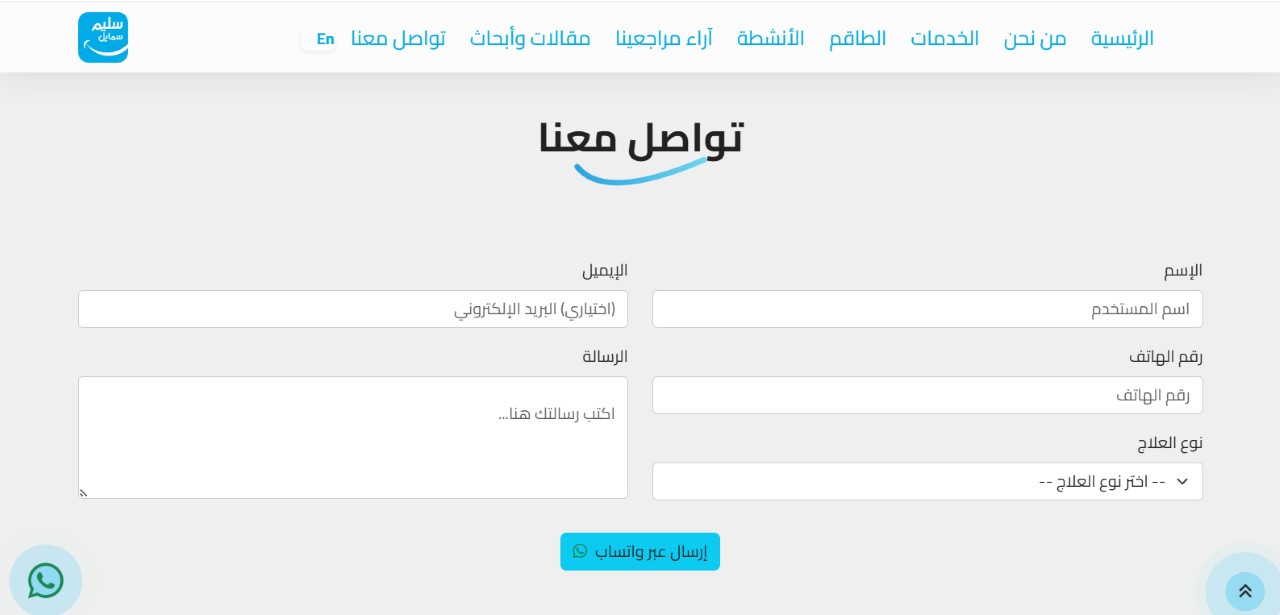 الرئيسية من نحن الخدمات الطاقم الأنشطة آراء مراجعينا مقالات وأبحاث تواصل معنا En
سليم
سمايل
تواصل معنا
الإسم
اسم المستخدم
الإيميل
(اختياري) البريد الإلكتروني
رقم الهاتف
رقم الهاتف
الرسالة
اكتب رسالتك هنا...
نوع العلاج
-- اختر نوع العلاج --
إرسال عبر واتساب